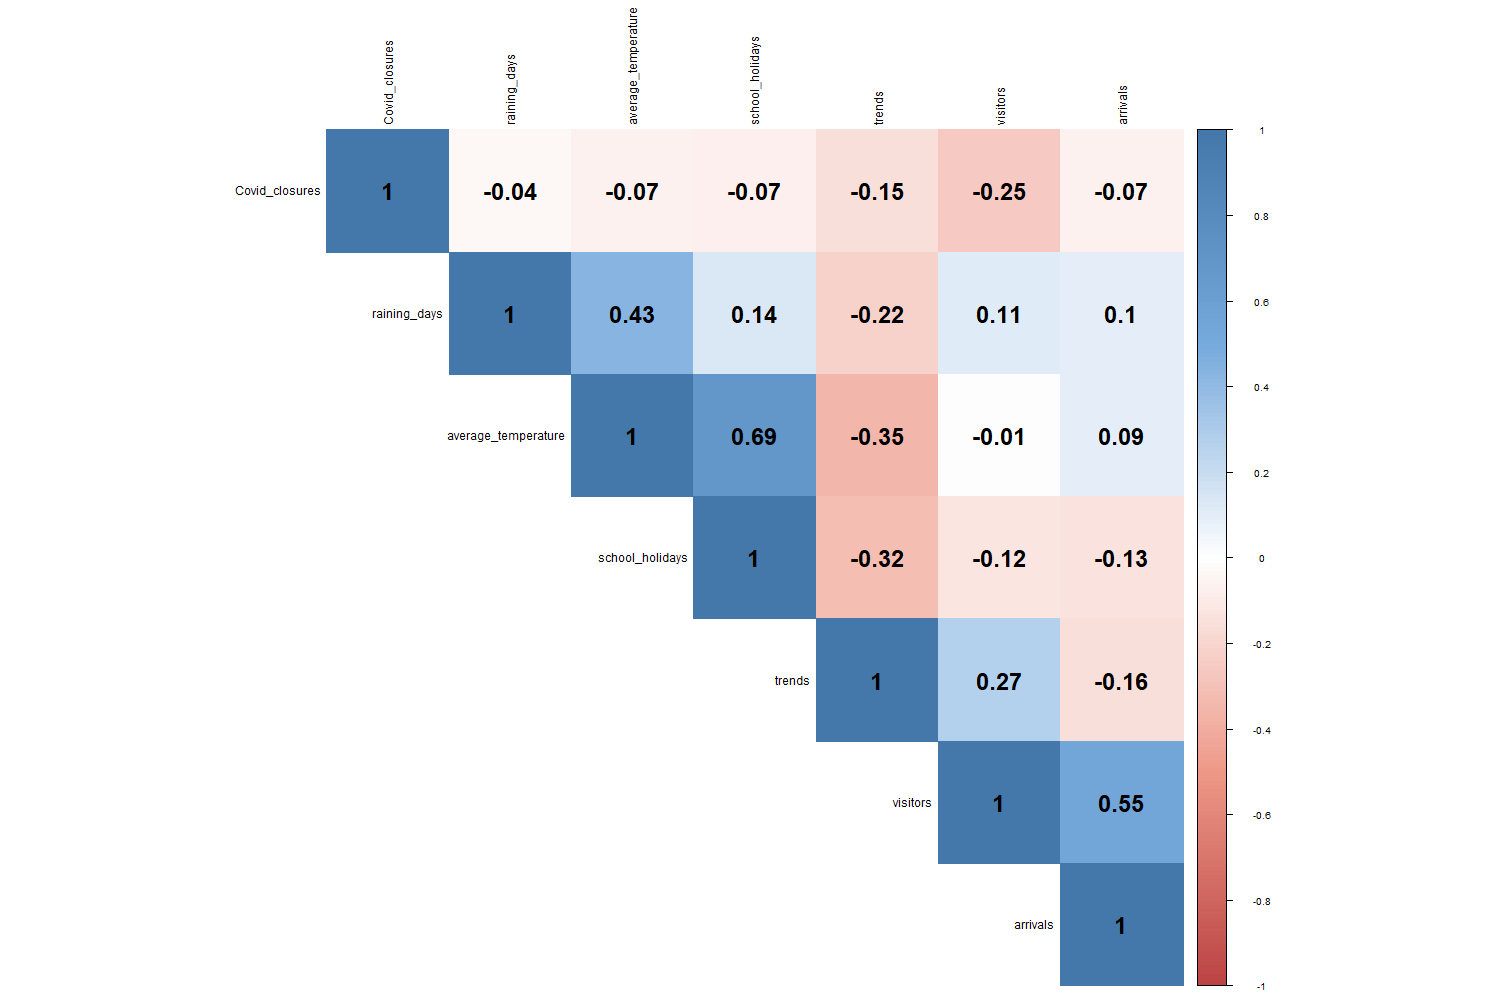 Covid_closures
raining_days
average_temperature
school_holidays
trends
visitors
arrivals
Covid_closures 1 -0.04 -0.07 -0.07 -0.15 -0.25 -0.07
raining_days 1 0.43 0.14 -0.22 0.11 0.1
average_temperature 1 0.69 -0.35 -0.01 0.09
school_holidays 1 -0.32 -0.12 -0.13
trends 1 0.27 -0.16
visitors 1 0.55
arrivals 1
1
0.8
0.6
0.4
0.2
0
-0.2
-0.4
-0.6
-0.8
-1